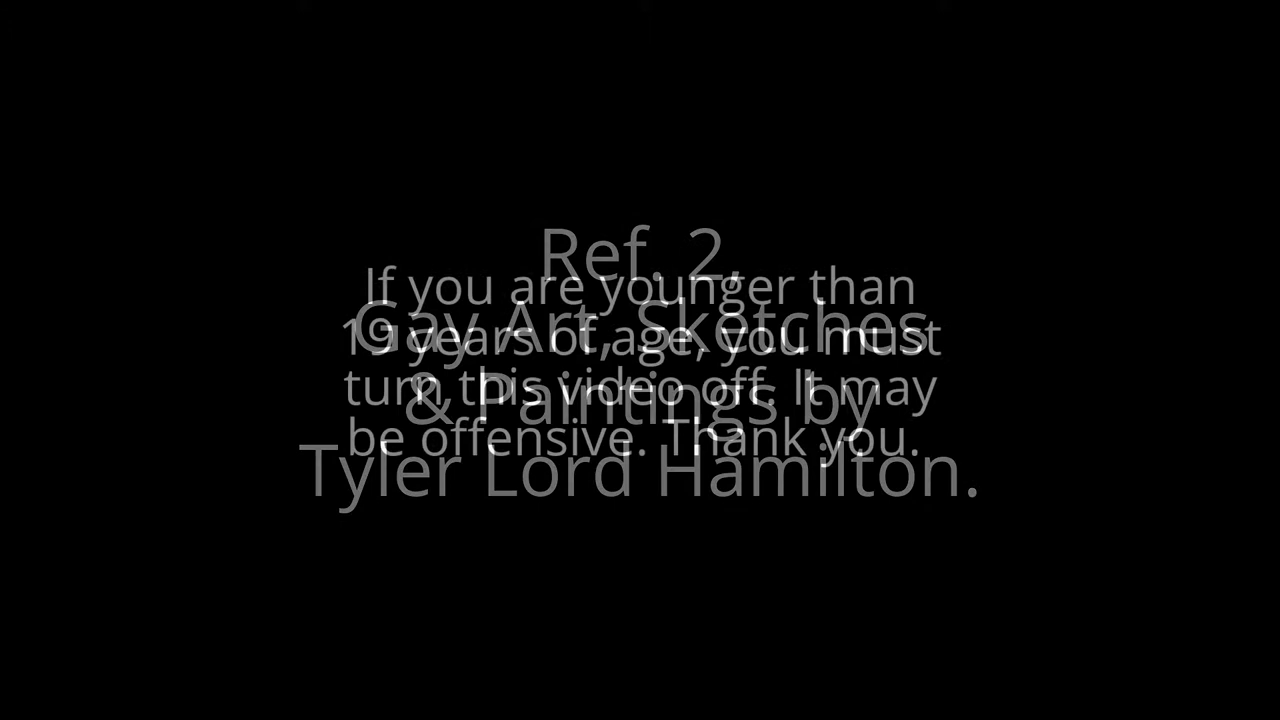 Ref. 2,
Gay Art, Sketches
& Paintings by
Tyler Lord Hamilton.
If you are younger than
19 years of age, you must
turn this video off. It may
be offensive. Thank you.